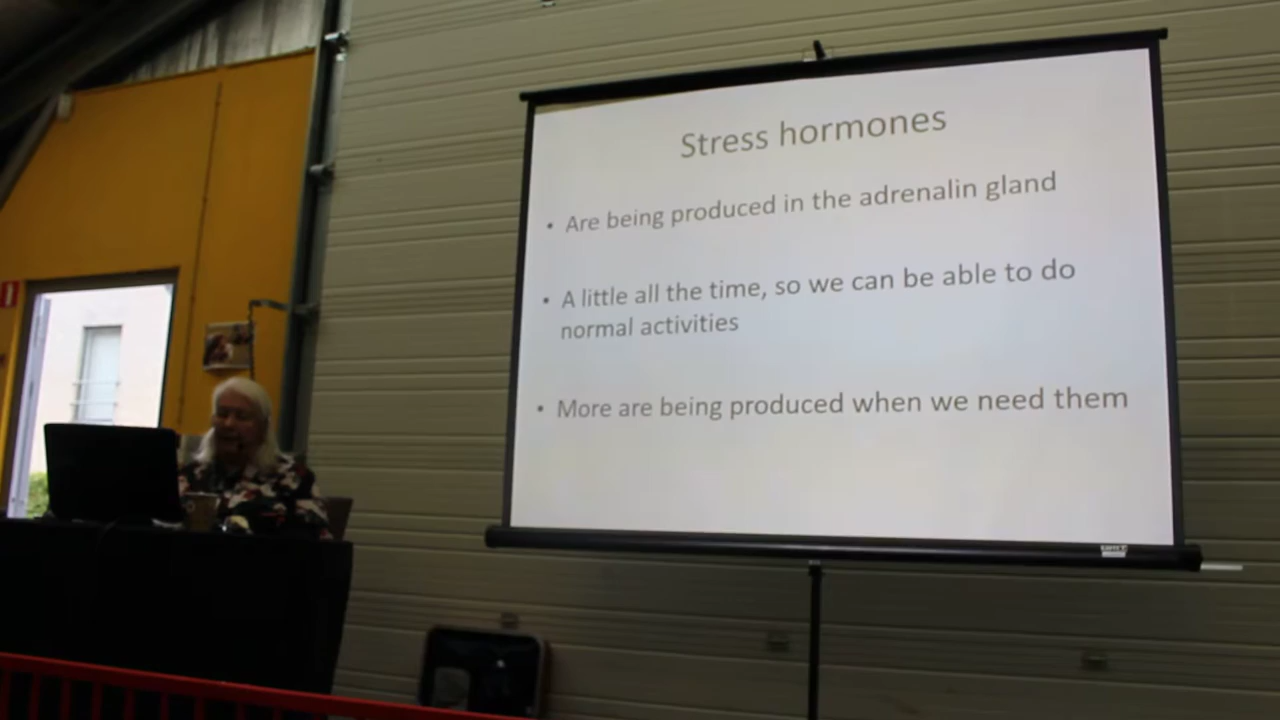 Stress hormones
• Are being produced in the adrenalin gland
• A little all the time, so we can be able to do
normal activities
• More are being produced when we need them